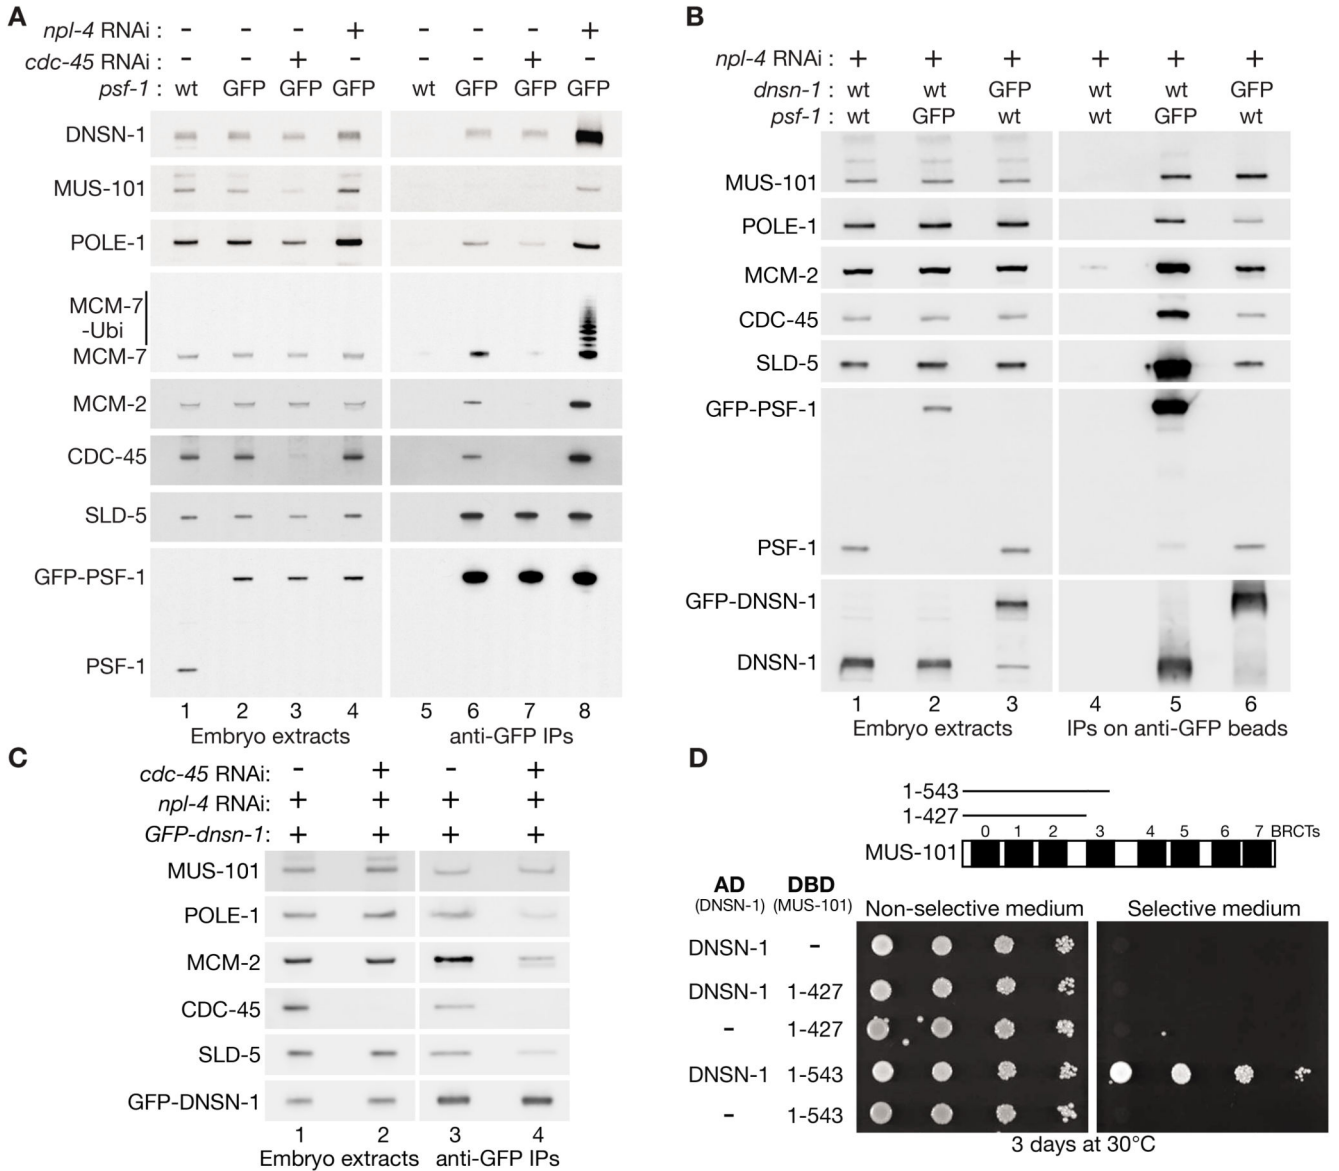 A
npl-4 RNAi : - - - + - - - +
cdc-45 RNAi : - - + - - - + -
psf-1 : wt GFP GFP GFP wt GFP GFP GFP
DNSN-1
MUS-101
POLE-1
MCM-7
-Ubi
MCM-7
MCM-2
CDC-45
SLD-5
GFP-PSF-1
PSF-1
1 2 3 4 5 6 7 8
Embryo extracts anti-GFP IPs
B
npl-4 RNAi : + + + + + +
dnsn-1 : wt wt GFP wt wt GFP
psf-1 : wt GFP wt wt GFP wt
MUS-101
POLE-1
MCM-2
CDC-45
SLD-5
GFP-PSF-1
PSF-1
GFP-DNSN-1
DNSN-1
1 2 3 4 5 6
Embryo extracts IPs on anti-GFP beads
C
cdc-45 RNAi: - + - +
npl-4 RNAi: + + + +
GFP-dnsn-1: + + + +
MUS-101
POLE-1
MCM-2
CDC-45
SLD-5
GFP-DNSN-1
1 2 3 4
Embryo extracts anti-GFP IPs
D
1-543
1-427
0 1 2 3 4 5 6 7 BRCTs
MUS-101
AD DBD
(DNSN-1) (MUS-101) Non-selective medium Selective medium
DNSN-1 -
DNSN-1 1-427
- 1-427
DNSN-1 1-543
- 1-543
3 days at 30°C